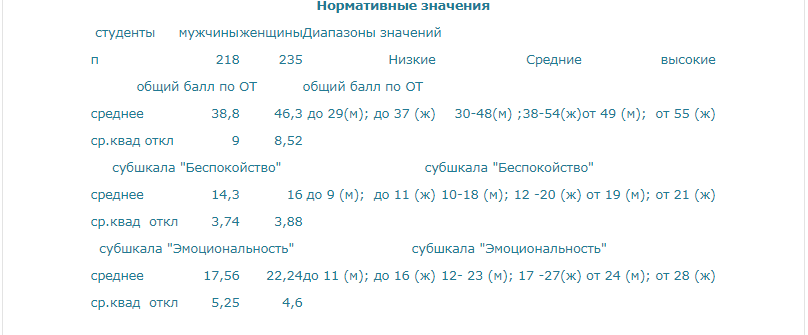 Нормативные значения
студенты мужчины женщины Диапазоны значений
п 218 235 Низкие Средние высокие
общий балл по ОТ общий балл по ОТ
среднее 38,8 46,3 до 29(м); до 37 (ж) 30-48(м) ;38-54(ж) от 49 (м); от 55 (ж)
ср.квад откл 9 8,52
субшкала "Беспокойство" субшкала "Беспокойство"
среднее 14,3 16 до 9 (м); до 11 (ж) 10-18 (м); 12 -20 (ж) от 19 (м); от 21 (ж)
ср.квад откл 3,74 3,88
субшкала "Эмоциональность" субшкала "Эмоциональность"
среднее 17,56 22,24 до 11 (м); до 16 (ж) 12- 23 (м); 17 -27(ж) от 24 (м); от 28 (ж)
ср.квад откл 5,25 4,6